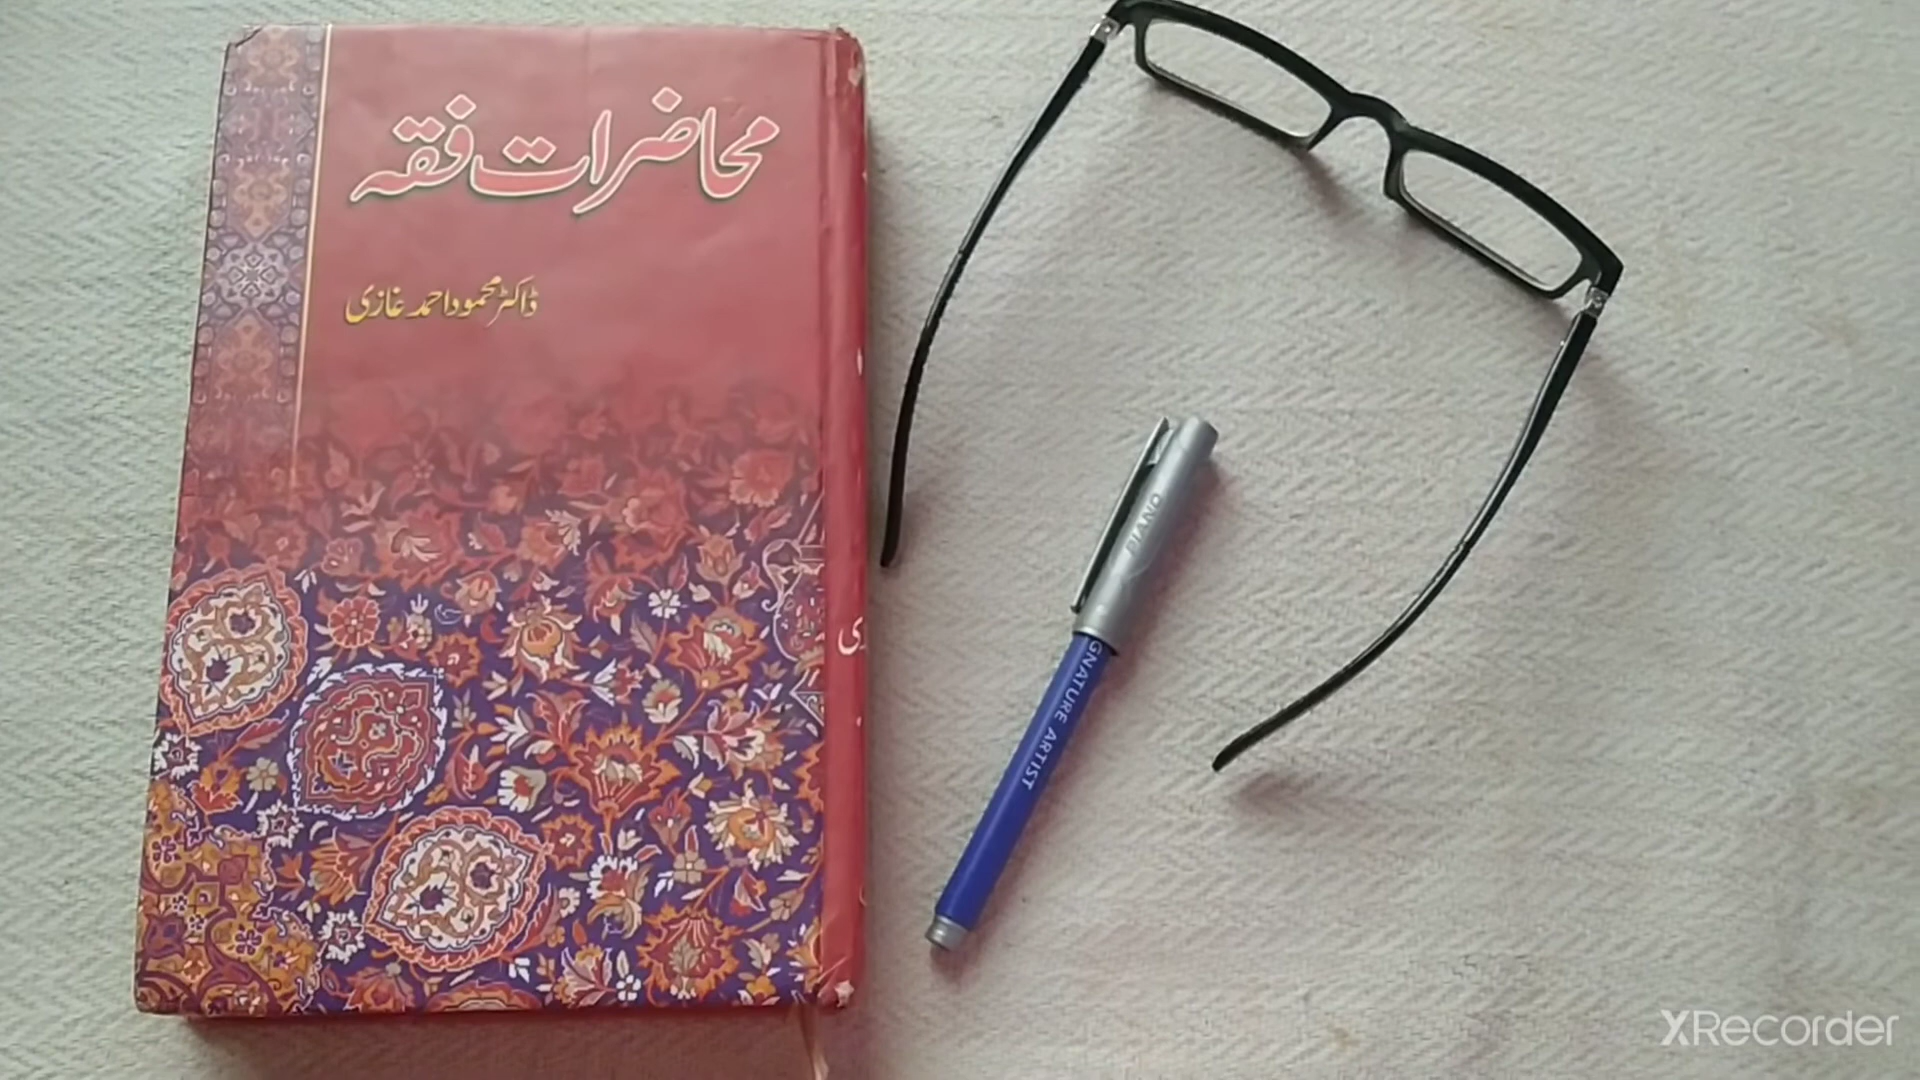 محاضرات فقہ
ڈاکٹر محمود احمد غازی
PIANO
GNATURE ARTIST
XRecorder